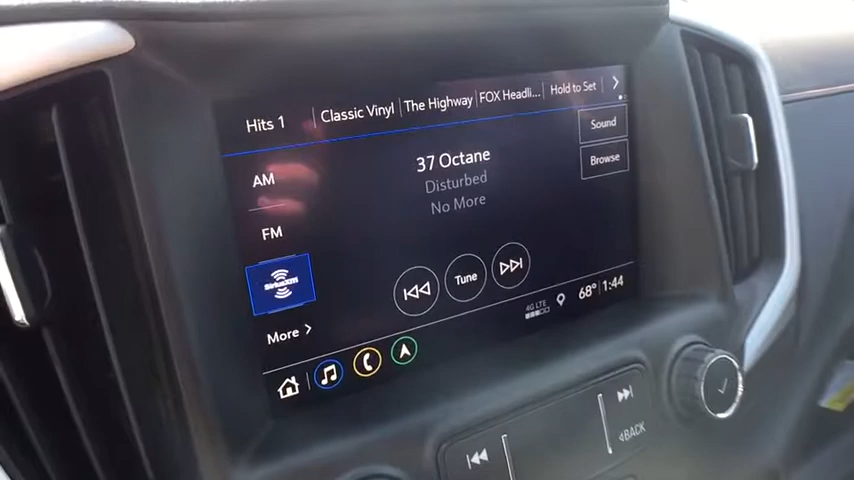 Hits 1
Classic Vinyl
The Highway
FOX Headli...
Hold to Set
AM
FM
SiriusXM
More
37 Octane
Disturbed
No More
Sound
Browse
Tune
4G LTE
68° 1:44
BACK